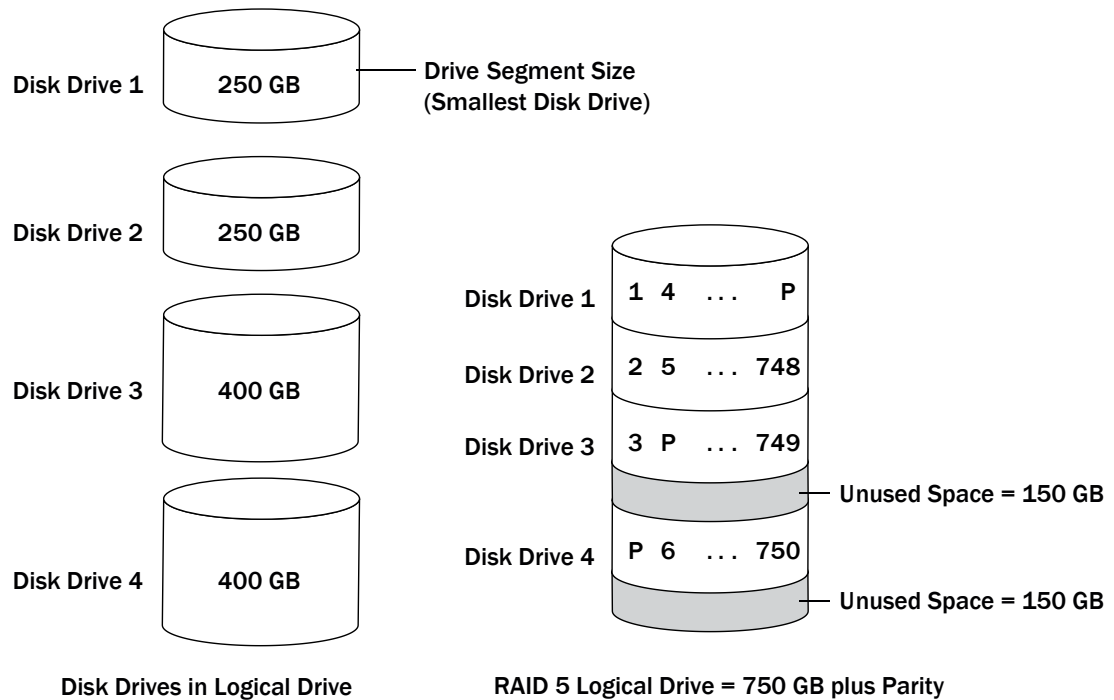 Disk Drive 1
250 GB
Drive Segment Size
(Smallest Disk Drive)
Disk Drive 2
250 GB
Disk Drive 3
400 GB
Disk Drive 4
400 GB
Disk Drives in Logical Drive
Disk Drive 1
1 4 ... P
Disk Drive 2
2 5 ... 748
Disk Drive 3
3 P ... 749
Unused Space = 150 GB
Disk Drive 4
P 6 ... 750
Unused Space = 150 GB
RAID 5 Logical Drive = 750 GB plus Parity